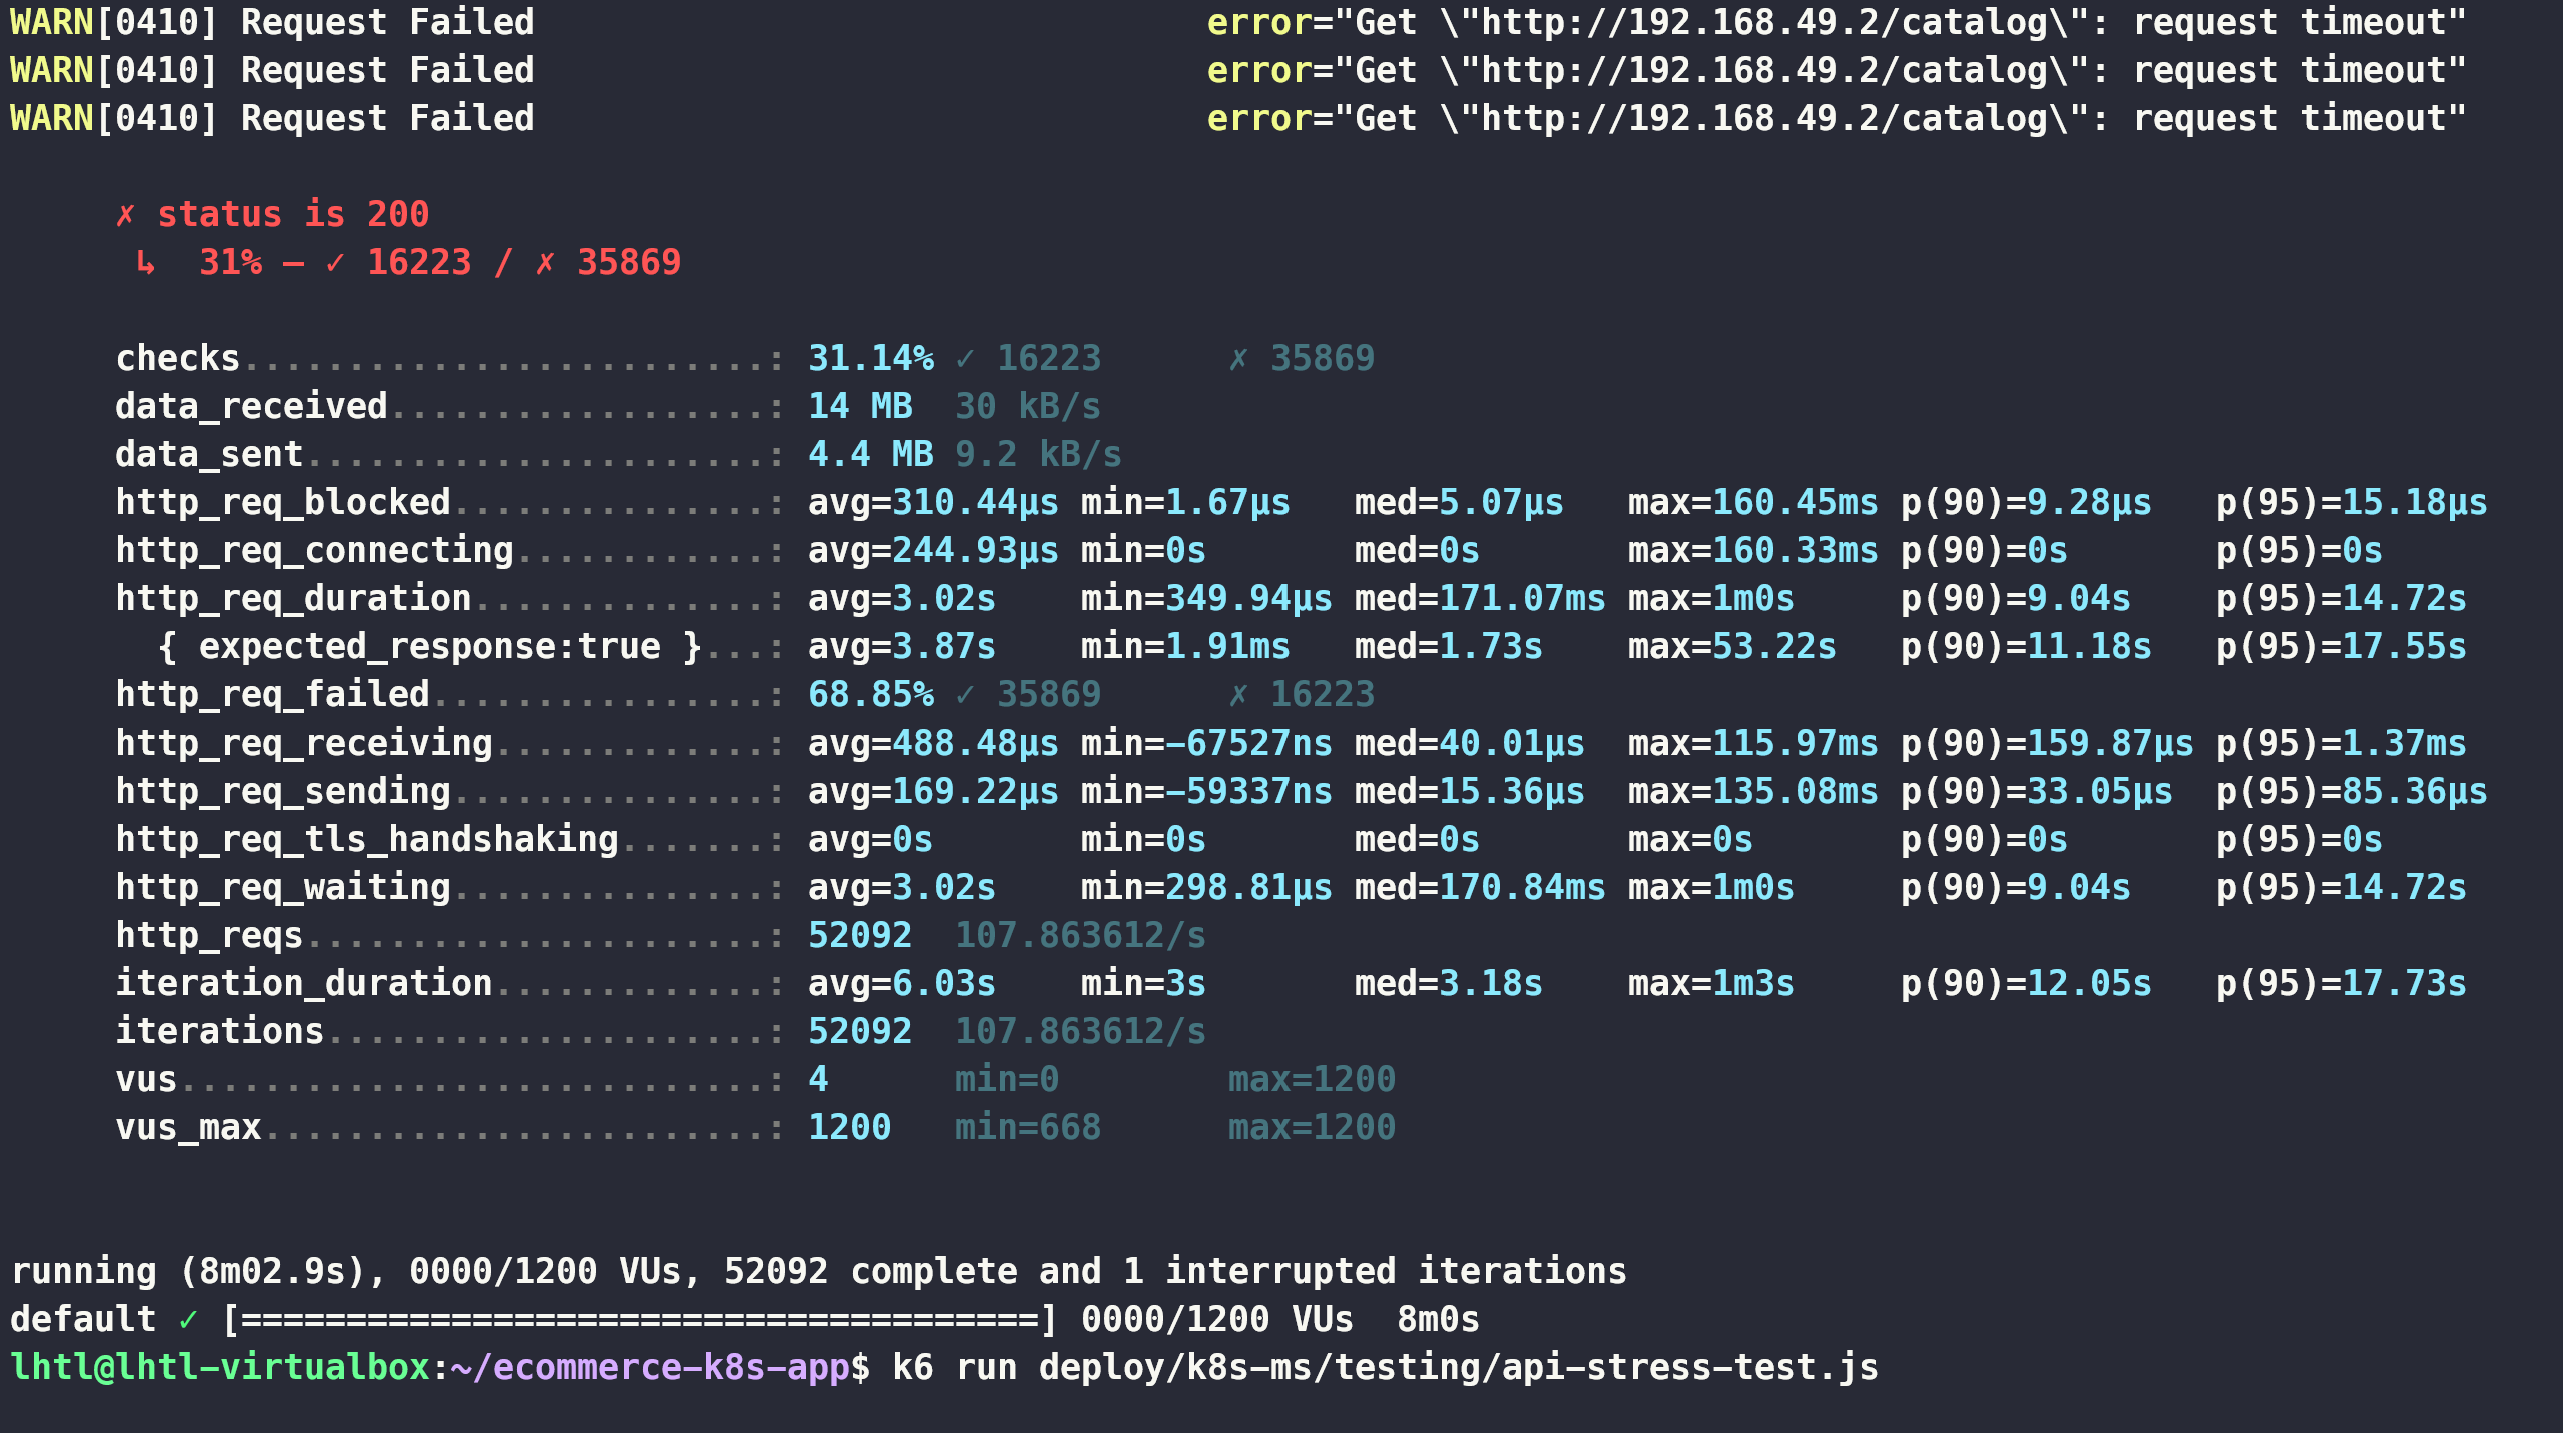 WARN[0410] Request Failed                                error="Get \"http://192.168.49.2/catalog\": request timeout"
WARN[0410] Request Failed                                error="Get \"http://192.168.49.2/catalog\": request timeout"
WARN[0410] Request Failed                                error="Get \"http://192.168.49.2/catalog\": request timeout"
✗ status is 200
↳  31% — ✓ 16223 / ✗ 35869
checks.........................: 31.14% ✓ 16223      ✗ 35869
data_received..................: 14 MB  30 kB/s
data_sent......................: 4.4 MB 9.2 kB/s
http_req_blocked...............: avg=310.44µs min=1.67µs   med=5.07µs   max=160.45ms p(90)=9.28µs   p(95)=15.18µs
http_req_connecting............: avg=244.93µs min=0s       med=0s       max=160.33ms p(90)=0s       p(95)=0s
http_req_duration..............: avg=3.02s    min=349.94µs med=171.07ms max=1m0s     p(90)=9.04s    p(95)=14.72s
{ expected_response:true }...: avg=3.87s    min=1.91ms   med=1.73s    max=53.22s   p(90)=11.18s   p(95)=17.55s
http_req_failed................: 68.85% ✓ 35869      ✗ 16223
http_req_receiving.............: avg=488.48µs min=-67527ns med=40.01µs  max=115.97ms p(90)=159.87µs p(95)=1.37ms
http_req_sending...............: avg=169.22µs min=-59337ns med=15.36µs  max=135.08ms p(90)=33.05µs  p(95)=85.36µs
http_req_tls_handshaking.......: avg=0s       min=0s       med=0s       max=0s       p(90)=0s       p(95)=0s
http_req_waiting...............: avg=3.02s    min=298.81µs med=170.84ms max=1m0s     p(90)=9.04s    p(95)=14.72s
http_reqs......................: 52092  107.863612/s
iteration_duration.............: avg=6.03s    min=3s       med=3.18s    max=1m3s     p(90)=12.05s   p(95)=17.73s
iterations.....................: 52092  107.863612/s
vus............................: 4      min=0        max=1200
vus_max........................: 1200   min=668      max=1200
running (8m02.9s), 0000/1200 VUs, 52092 complete and 1 interrupted iterations
default ✓ [======================================] 0000/1200 VUs  8m0s
lhtl@lhtl-virtualbox:~/ecommerce-k8s-app$ k6 run deploy/k8s-ms/testing/api-stress-test.js